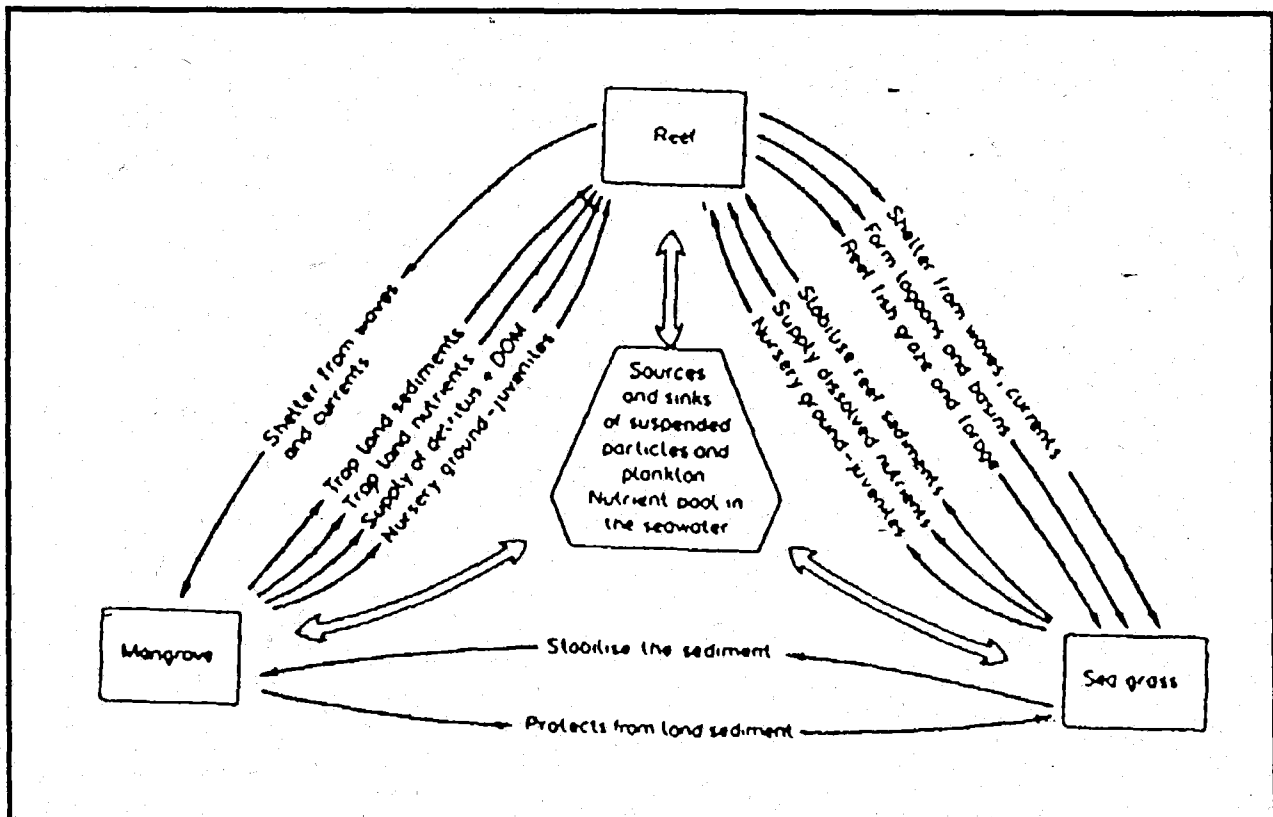 Reef
Shelter from waves
and currents
Trap land sediments
Trap land nutrients
Supply of detritus + DOM
Nursery ground - juveniles
Sources
and sinks
of suspended
particles and
plankton
Nutrient pool in
the seawater
Shelter from waves, currents
Form lagoons and basins
Reef fish graze and forage
Stabilise reef sediments
Supply dissolved nutrients
Nursery ground - juveniles
Mangrove
Stabilise the sediment
Sea grass
Protects from land sediment